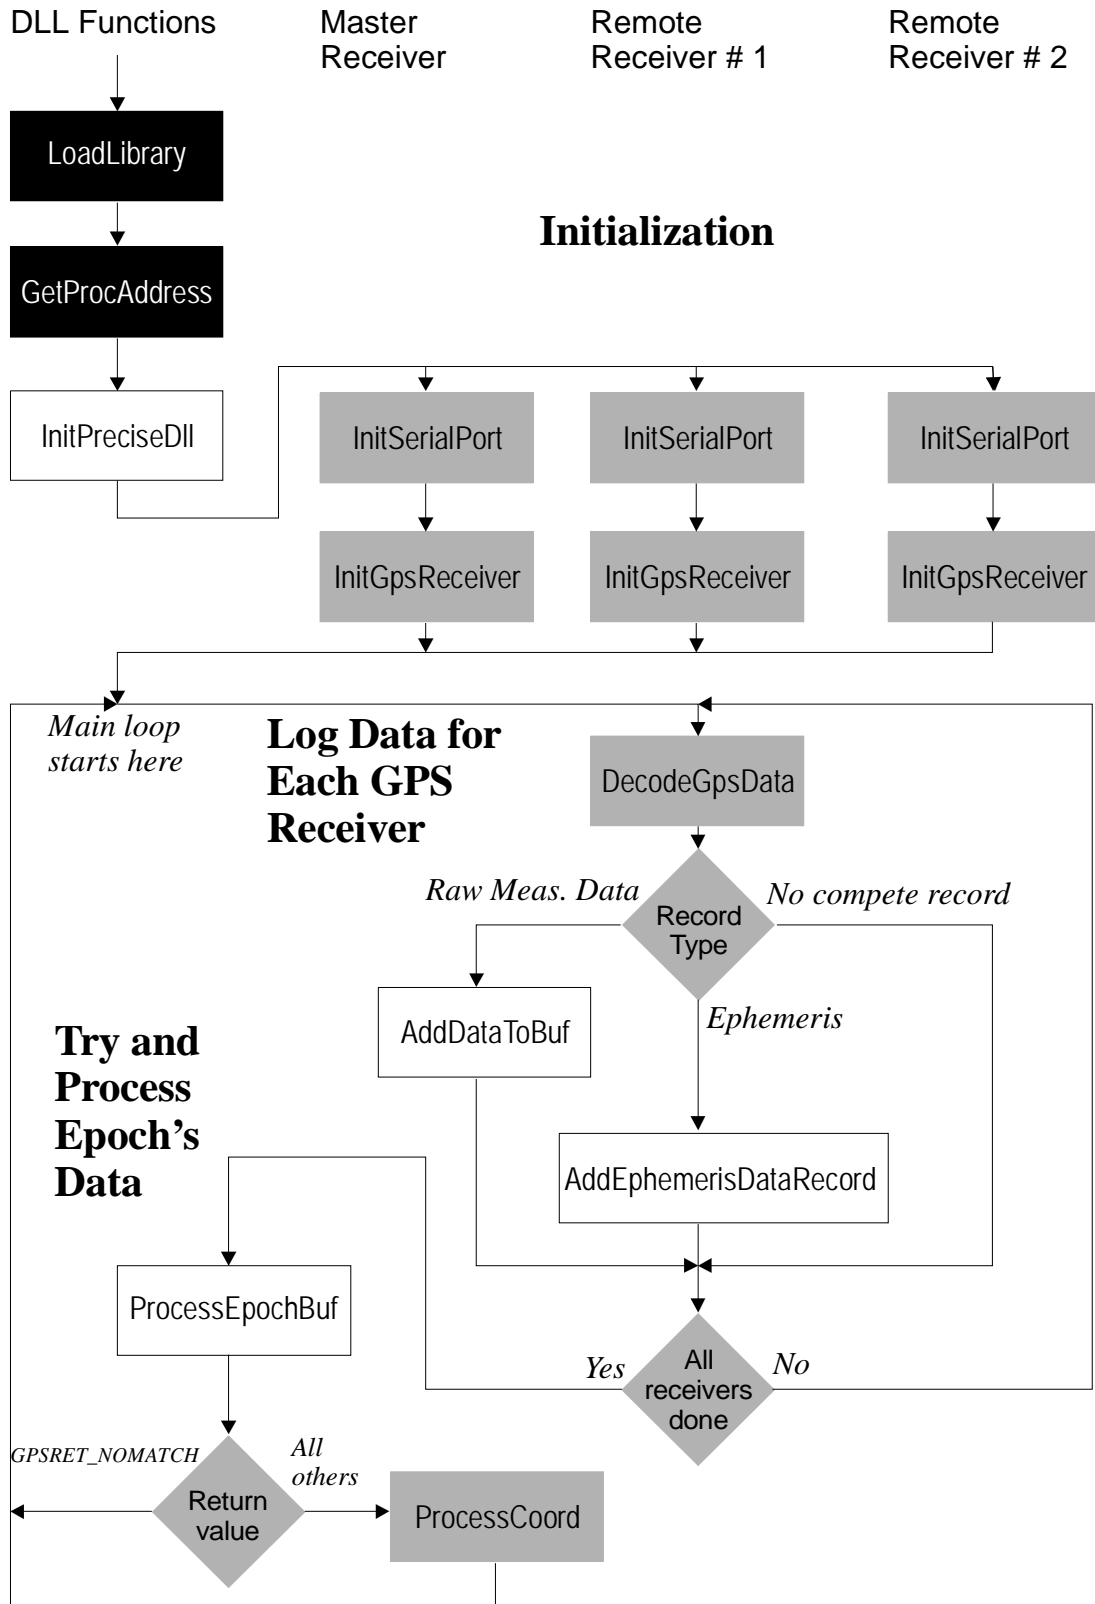 DLL Functions
Master
Receiver
Remote
Receiver # 1
Remote
Receiver # 2
LoadLibrary
Initialization
GetProcAddress
InitPreciseDll
InitSerialPort
InitSerialPort
InitSerialPort
InitGpsReceiver
InitGpsReceiver
InitGpsReceiver
Main loop
starts here
Log Data for
Each GPS
Receiver
DecodeGpsData
Raw Meas. Data
No compete record
Record
Type
AddDataToBuf
Ephemeris
Try and
Process
Epoch's
Data
AddEphemerisDataRecord
ProcessEpochBuf
Yes
All
receivers
done
No
GPSRET_NOMATCH
All
others
Return
value
ProcessCoord